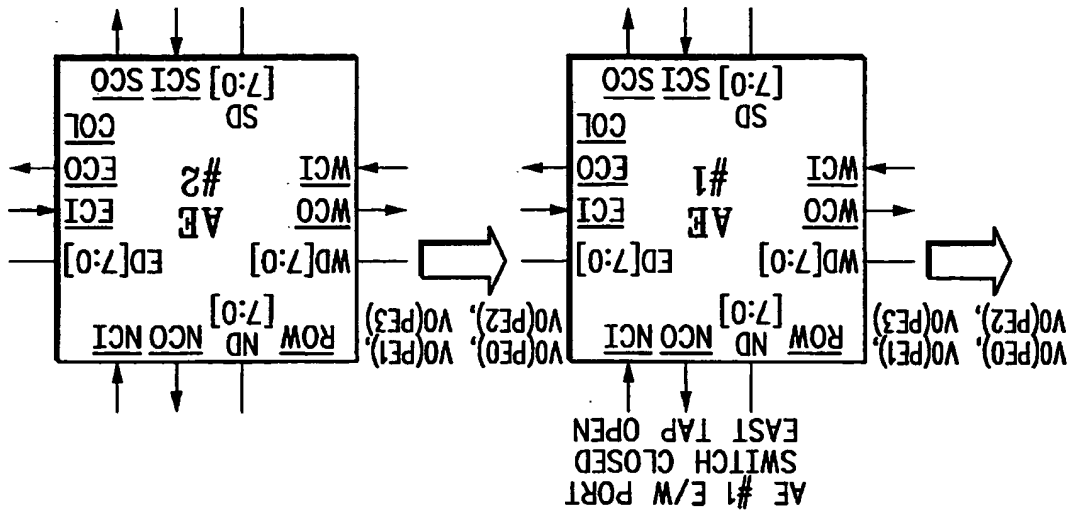 AE #1 E/W PORT
SWITCH CLOSED
EAST TAP OPEN
V0(PE0), V0(PE1),
V0(PE2), V0(PE3)
ROW ND NCO NCI
[7:0]
WD[7:0] ED[7:0]
WCO AE ECI
WCI #1 ECO
COL
SD
[7:0] SCI SCO
V0(PE0), V0(PE1),
V0(PE2), V0(PE3)
ROW ND NCO NCI
[7:0]
WD[7:0] ED[7:0]
WCO AE ECI
WCI #2 ECO
COL
SD
[7:0] SCI SCO